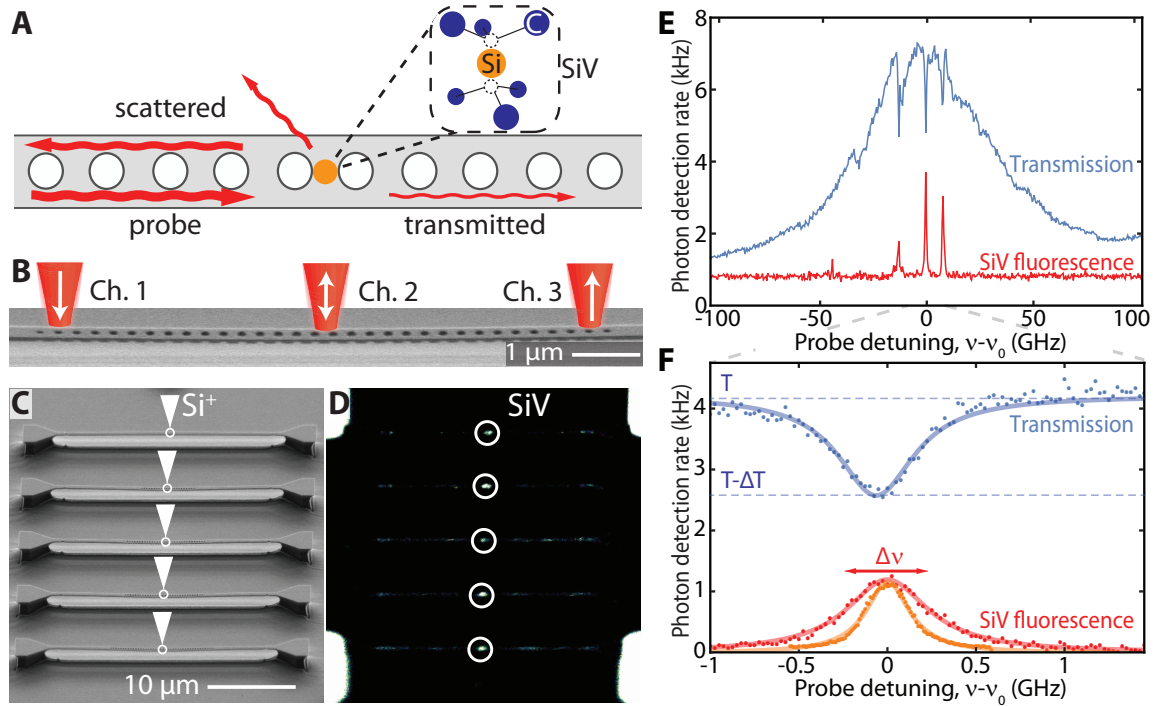 A
C
Si
SiV
scattered
probe
transmitted
B
Ch. 1
Ch. 2
Ch. 3
1 μm
C
Si⁺
10 μm
D
SiV
E
Photon detection rate (kHz)
8
6
4
2
0
Transmission
SiV fluorescence
-100
-50
0
50
100
Probe detuning, ν-ν₀ (GHz)
F
Photon detection rate (kHz)
4
3
2
1
0
T
Transmission
T-ΔT
Δν
SiV fluorescence
-1
-0.5
0
0.5
1
Probe detuning, ν-ν₀ (GHz)